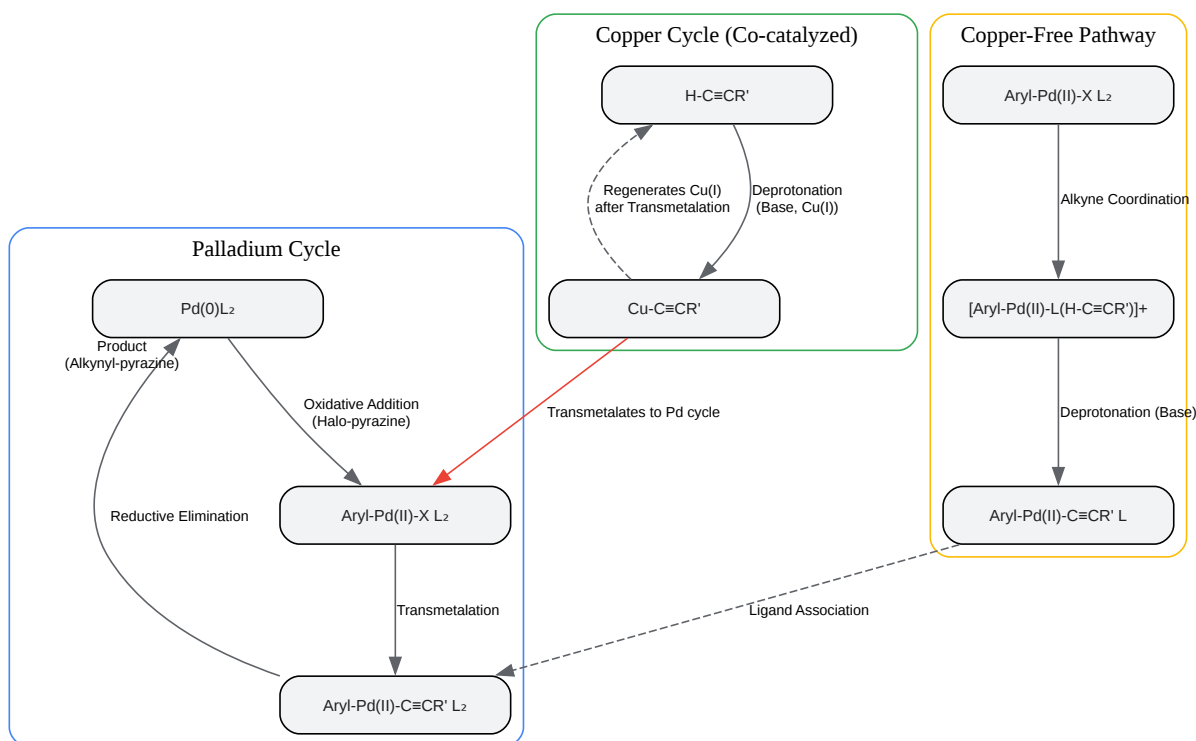 Copper Cycle (Co-catalyzed)
H-C≡CR'
Regenerates Cu(I)
after Transmetalation
Deprotonation
(Base, Cu(I))
Cu-C≡CR'
Transmetalates to Pd cycle
Copper-Free Pathway
Aryl-Pd(II)-X L₂
Alkyne Coordination
[Aryl-Pd(II)-L(H-C≡CR')]+
Deprotonation (Base)
Aryl-Pd(II)-C≡CR' L
Ligand Association
Palladium Cycle
Pd(0)L₂
Product
(Alkynyl-pyrazine)
Oxidative Addition
(Halo-pyrazine)
Aryl-Pd(II)-X L₂
Reductive Elimination
Transmetalation
Aryl-Pd(II)-C≡CR' L₂